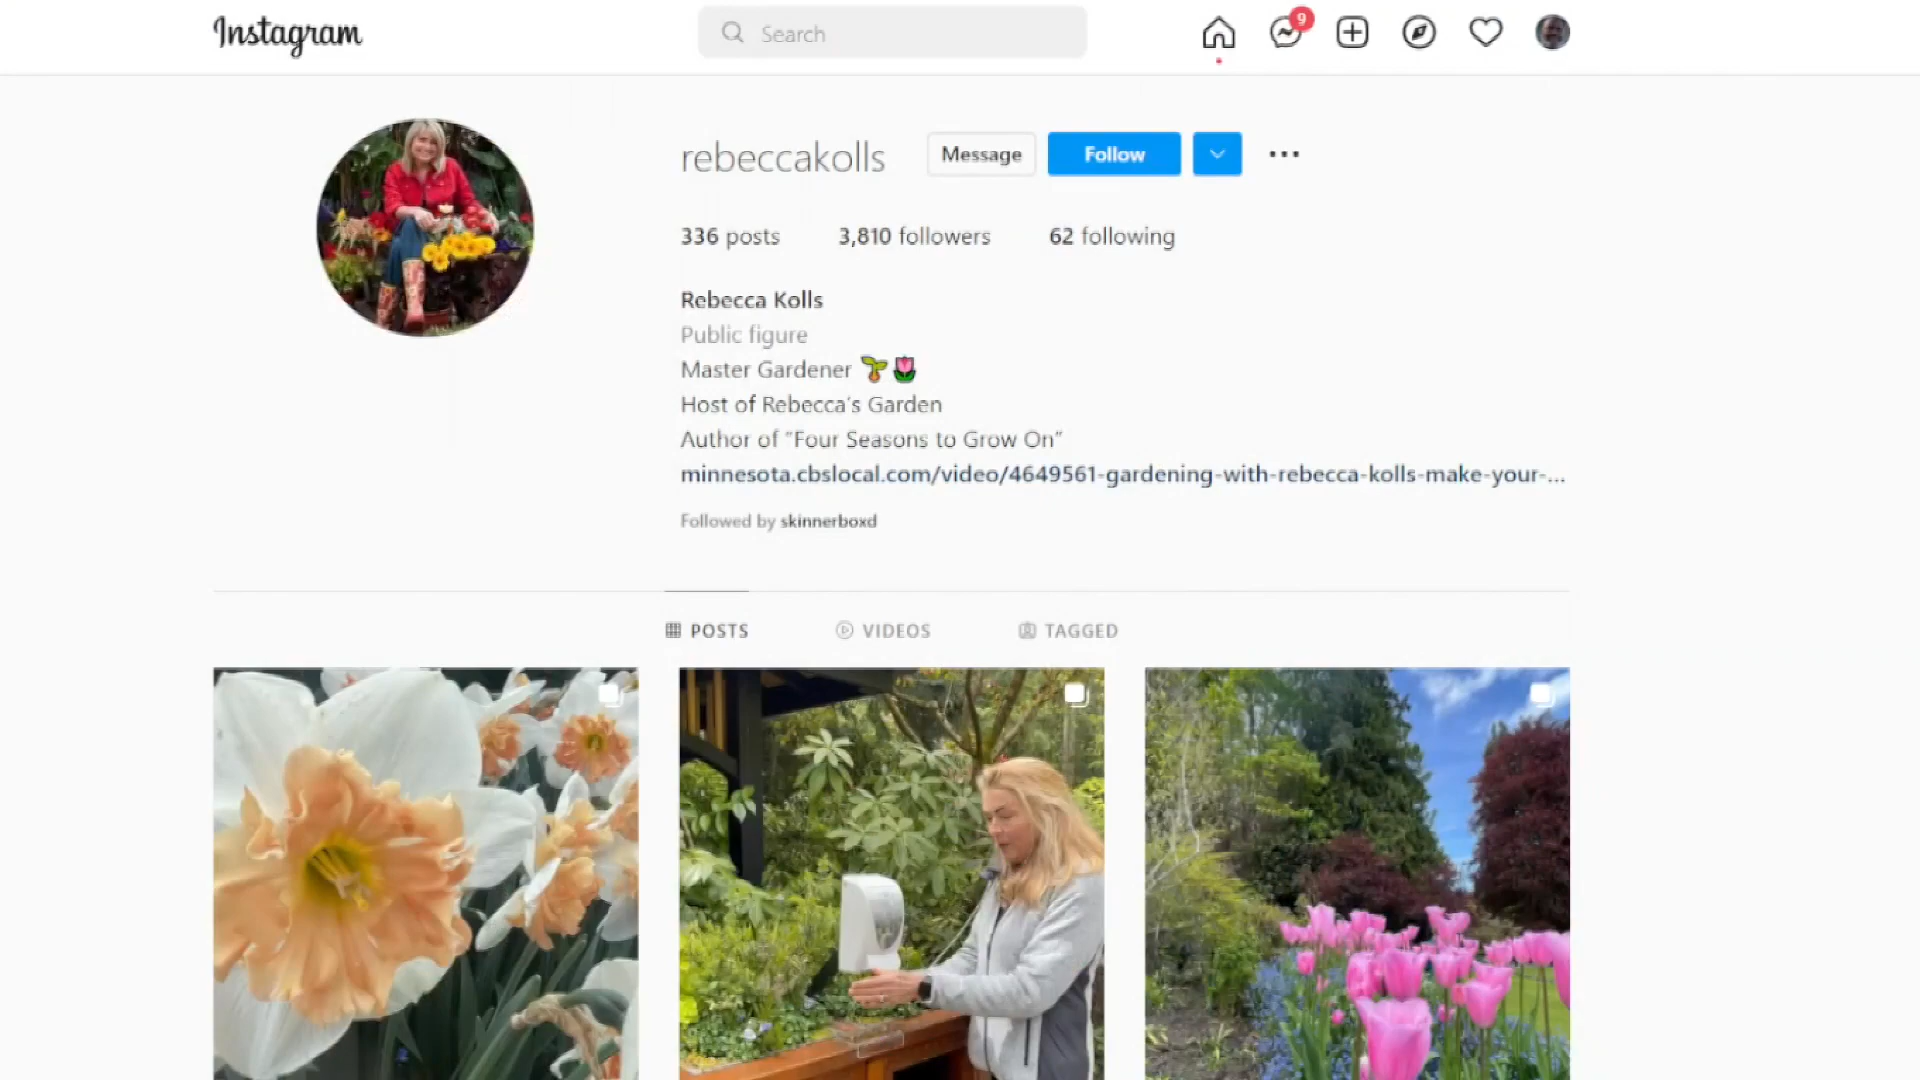 Instagram
Search
9
rebeccakolls
Message
Follow
336 posts
3,810 followers
62 following
Rebecca Kolls
Public figure
Master Gardener 🌱🌷
Host of Rebecca's Garden
Author of "Four Seasons to Grow On"
minnesota.cbslocal.com/video/4649561-gardening-with-rebecca-kolls-make-your-...
Followed by skinnerboxd
POSTS
VIDEOS
TAGGED